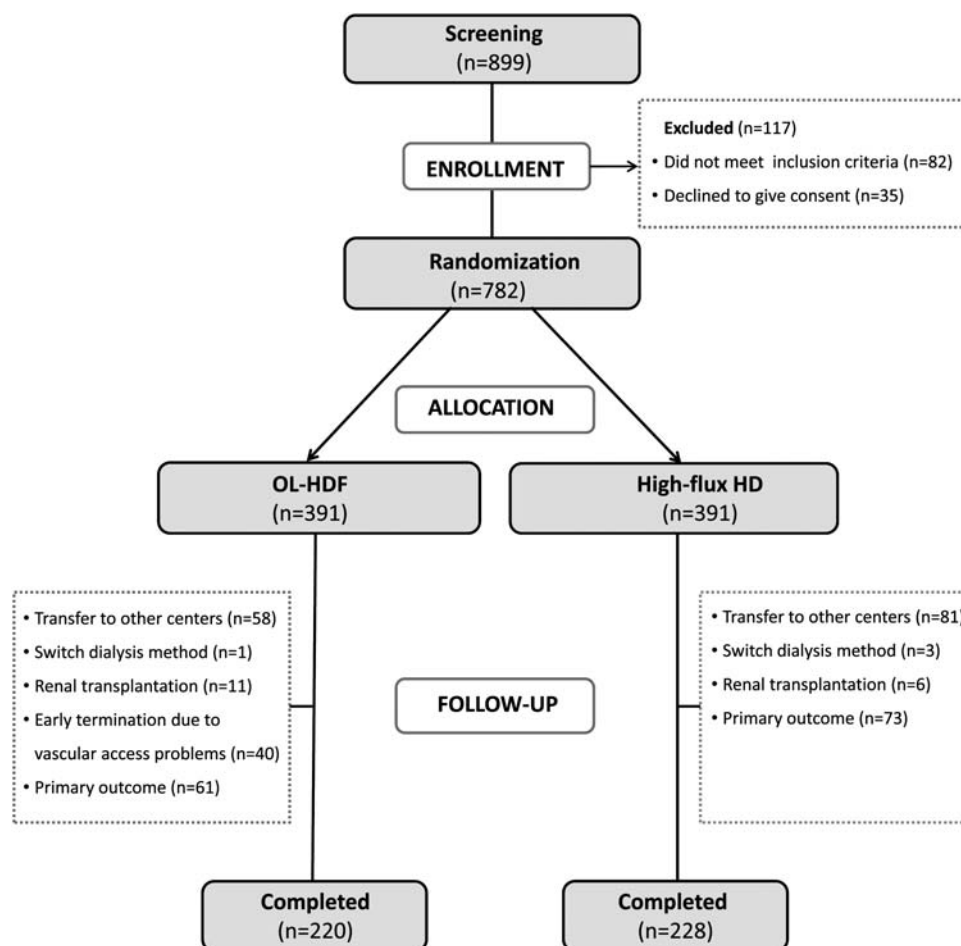 Screening
(n=899)
Excluded (n=117)
• Did not meet inclusion criteria (n=82)
• Declined to give consent (n=35)
ENROLLMENT
Randomization
(n=782)
ALLOCATION
OL-HDF
(n=391)
High-flux HD
(n=391)
• Transfer to other centers (n=58)
• Switch dialysis method (n=1)
• Renal transplantation (n=11)
• Early termination due to
vascular access problems (n=40)
• Primary outcome (n=61)
FOLLOW-UP
• Transfer to other centers (n=81)
• Switch dialysis method (n=3)
• Renal transplantation (n=6)
• Primary outcome (n=73)
Completed
(n=220)
Completed
(n=228)